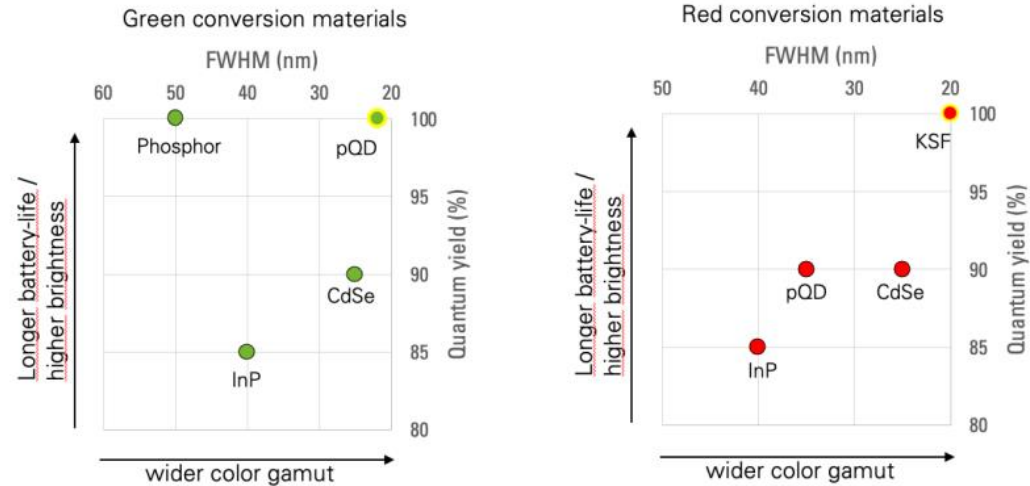 Green conversion materials
FWHM (nm)
60 50 40 30 20
100
95
90
85
80
Quantum yield (%)
Longer battery-life /
higher brightness
Phosphor
pQD
CdSe
InP
wider color gamut
Red conversion materials
FWHM (nm)
50 40 30 20
100
95
90
85
80
Quantum yield (%)
Longer battery-life /
higher brightness
KSF
pQD
CdSe
InP
wider color gamut